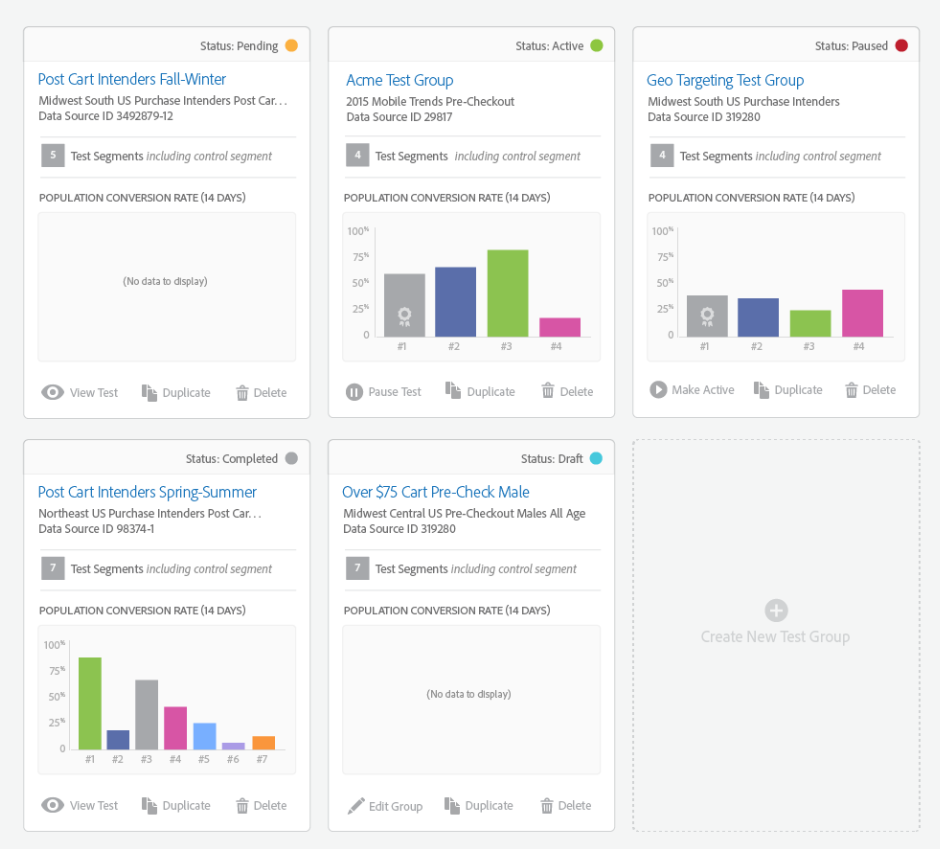 Status: Pending
Post Cart Intenders Fall-Winter
Midwest South US Purchase Intenders Post Car...
Data Source ID 3492879-12
5 Test Segments including control segment
POPULATION CONVERSION RATE (14 DAYS)
(No data to display)
View Test Duplicate Delete
Status: Active
Acme Test Group
2015 Mobile Trends Pre-Checkout
Data Source ID 29817
4 Test Segments including control segment
POPULATION CONVERSION RATE (14 DAYS)
100%
75%
50%
25%
0
#1 #2 #3 #4
Pause Test Duplicate Delete
Status: Paused
Geo Targeting Test Group
Midwest South US Purchase Intenders
Data Source ID 319280
4 Test Segments including control segment
POPULATION CONVERSION RATE (14 DAYS)
100%
75%
50%
25%
0
#1 #2 #3 #4
Make Active Duplicate Delete
Status: Completed
Post Cart Intenders Spring-Summer
Northeast US Purchase Intenders Post Car...
Data Source ID 98374-1
7 Test Segments including control segment
POPULATION CONVERSION RATE (14 DAYS)
100%
75%
50%
25%
0
#1 #2 #3 #4 #5 #6 #7
View Test Duplicate Delete
Status: Draft
Over $75 Cart Pre-Check Male
Midwest Central US Pre-Checkout Males All Age
Data Source ID 319280
7 Test Segments including control segment
POPULATION CONVERSION RATE (14 DAYS)
(No data to display)
Edit Group Duplicate Delete
Create New Test Group